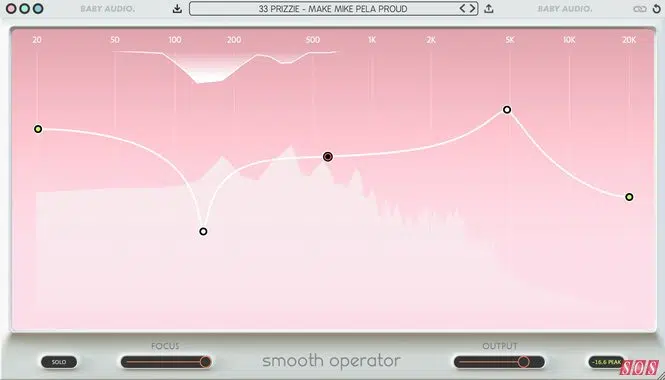 BABY AUDIO. 33 PRIZZIE - MAKE MIKE PELA PROUD BABY AUDIO.
20 50 100 200 500 1K 2K 5K 10K 20K
FOCUS OUTPUT
SOLO smooth operator -16.6 PEAK
SOS